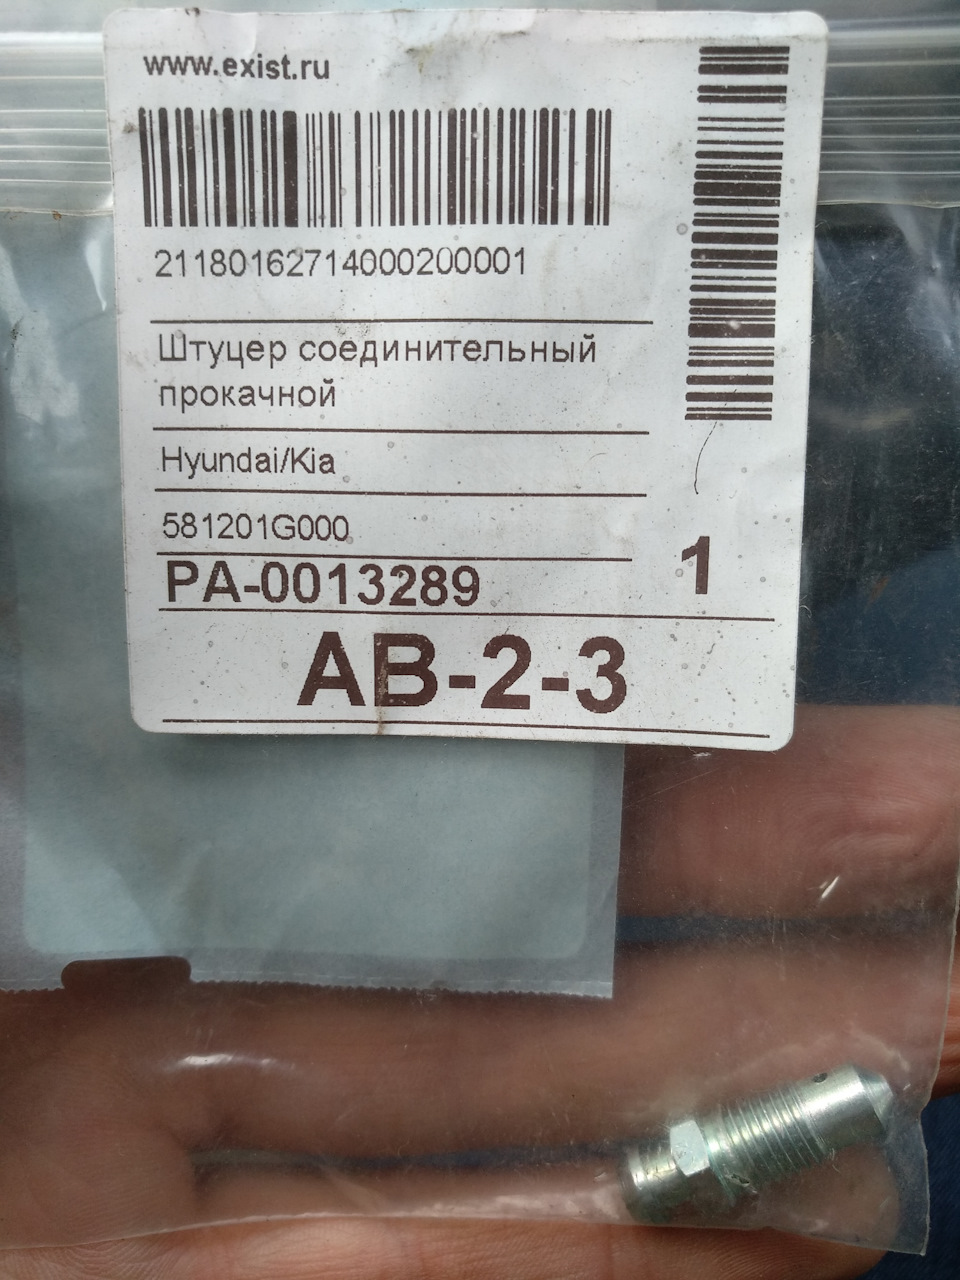 www.exist.ru
21180162714000200001
Штуцер соединительный
прокачной
Hyundai/Kia
581201G000
PA-0013289
1
AB-2-3